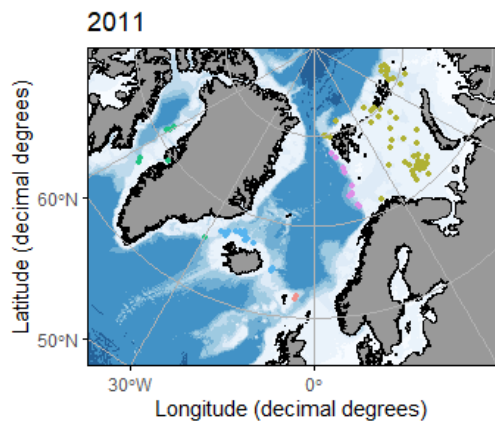 2011
Latitude (decimal degrees)
60°N
50°N
30°W
0°
Longitude (decimal degrees)